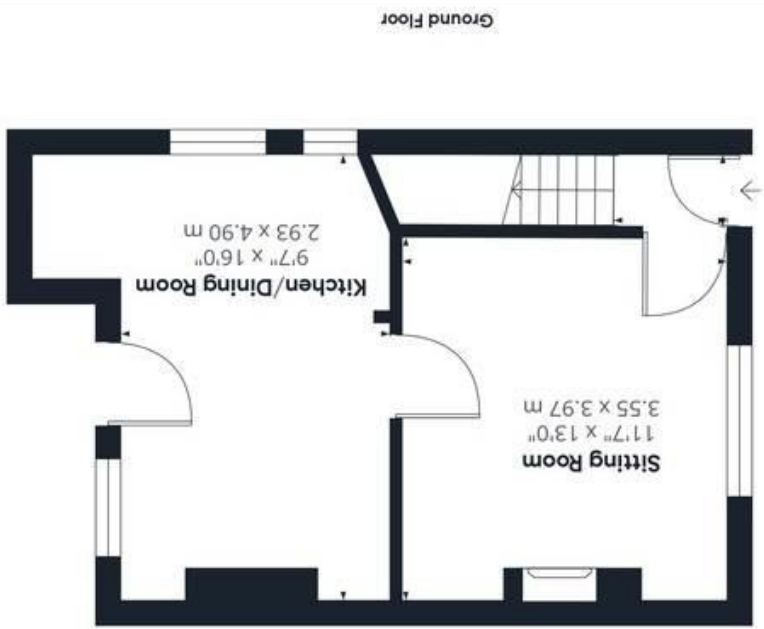 Sitting Room
11'7" x 13'0"
3.55 x 3.97 m
Kitchen/Dining Room
9'7" x 16'0"
2.93 x 4.90 m
Ground Floor